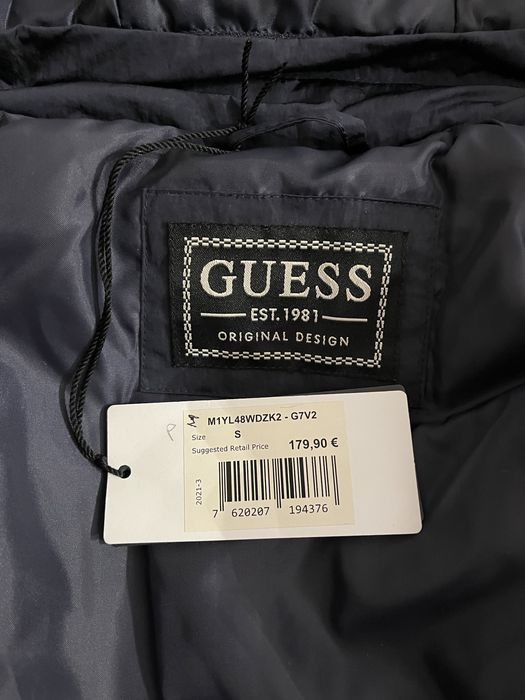 GUESS
EST. 1981
ORIGINAL DESIGN
P M M1YL48WDZK2 - G7V2
Size S
Suggested Retail Price 179,90 €
2021-3
7 620207 194376